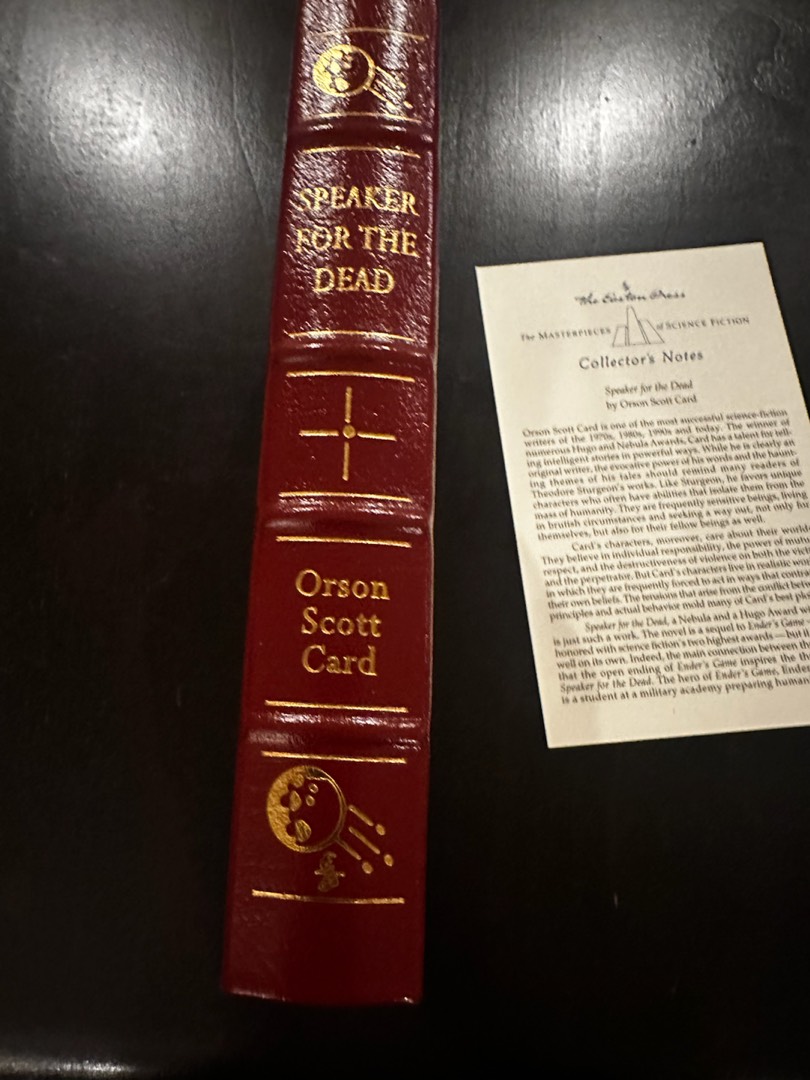 SPEAKER
FOR THE
DEAD
Orson
Scott
Card
The Easton Press
The MASTERPIECES of SCIENCE FICTION
Collector's Notes
Speaker for the Dead
by Orson Scott Card
Orson Scott Card is one of the most successful science-fiction
writers of the 1970s, 1980s, 1990s and today. The winner of
numerous Hugo and Nebula Awards, Card has a talent for tell-
ing intelligent stories in powerful ways. While he is clearly an
original writer, the evocative power of his words and the haunt-
ing themes of his tales should remind many readers of
Theodore Sturgeon's works. Like Sturgeon, he favors unique
characters who often have abilities that isolate them from the
mass of humanity. They are frequently sensitive beings, living
in brutish circumstances and seeking a way out, not only
themselves, but also for their fellow beings as well.
Card's characters, moreover, care about their
They believe in individual responsibility, the power of
respect, and the destructiveness of violence on both the
and the perpetrator. But Card's characters live in realistic
in which they are frequently forced to act in ways that
their own beliefs. The tensions that arise from the conflict
principles and actual behavior mold many of Card's best
Speaker for the Dead, a Nebula and a Hugo Award
is just such a work. The novel is a sequel to Ender's Game
honored with science fiction's two highest awards—
well on its own. Indeed, the main connection between
that the open ending of Ender's Game inspires the
Speaker for the Dead. The hero of Ender's Game,
is a student at a military academy preparing